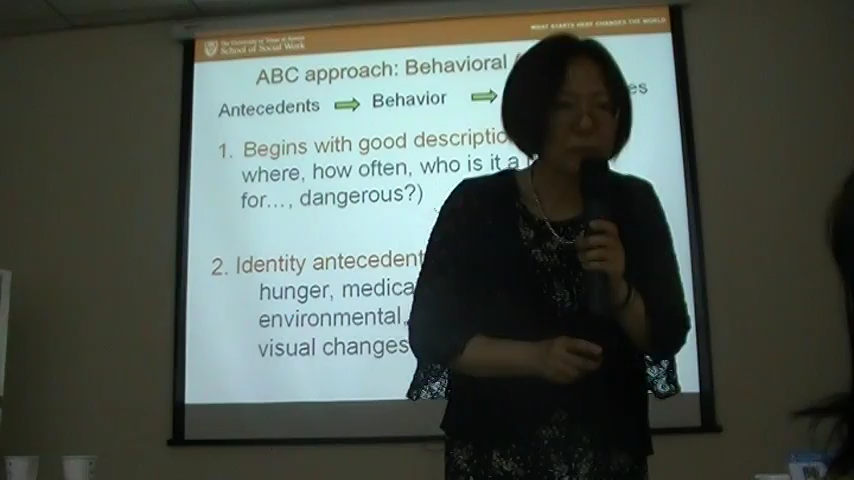 The University of Texas at Austin
School of Social Work
WHAT STARTS HERE CHANGES THE WORLD
ABC approach: Behavioral
Antecedents Behavior es
1. Begins with good descriptio
where, how often, who is it a
for..., dangerous?)
2. Identity antecedent
hunger, medica
environmental,
visual changes